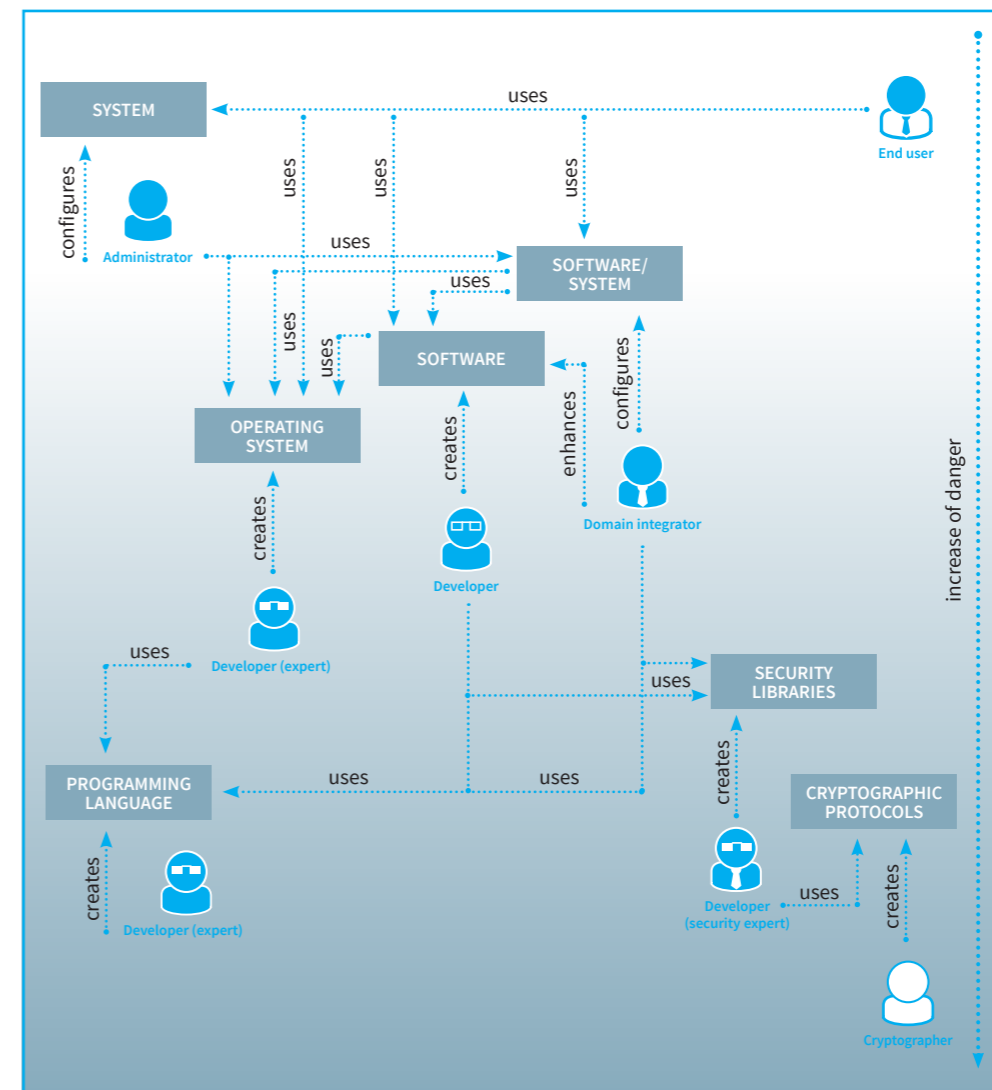 uses
SYSTEM
End user
configures
uses
uses
uses
Administrator
uses
SOFTWARE/
SYSTEM
uses
uses
uses
SOFTWARE
configures
enhances
creates
OPERATING
SYSTEM
creates
Domain integrator
increase of danger
Developer
uses
Developer (expert)
SECURITY
LIBRARIES
uses
PROGRAMMING
LANGUAGE
uses
uses
creates
CRYPTOGRAPHIC
PROTOCOLS
creates
Developer (expert)
Developer
(security expert)
uses
creates
Cryptographer